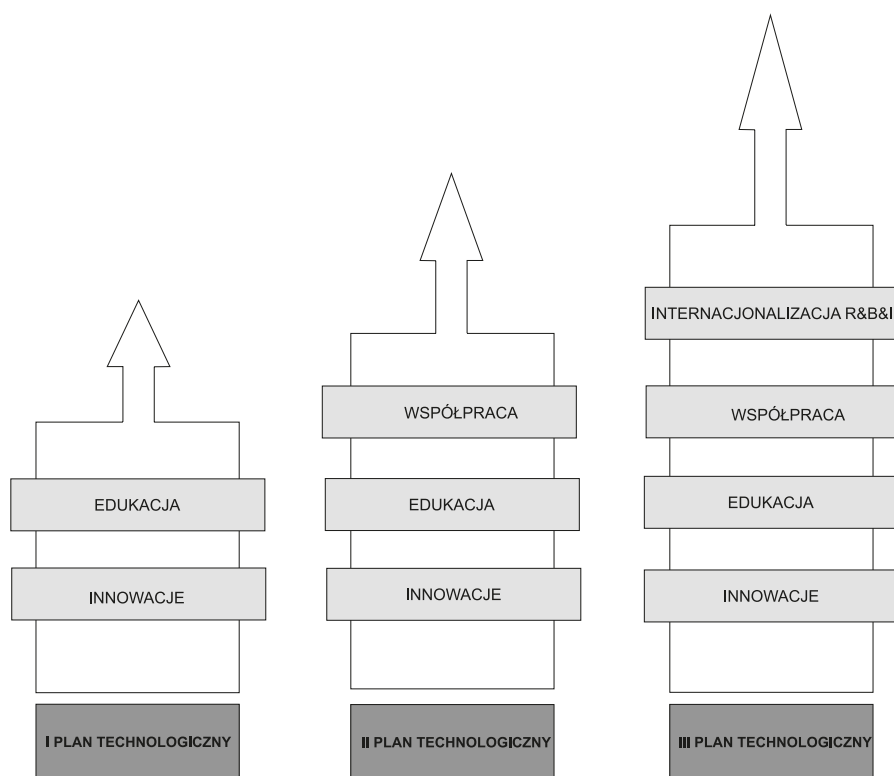 EDUKACJA
INNOWACJE
I PLAN TECHNOLOGICZNY
WSPÓŁPRACA
EDUKACJA
INNOWACJE
II PLAN TECHNOLOGICZNY
INTERNACJONALIZACJA R&B&I
WSPÓŁPRACA
EDUKACJA
INNOWACJE
III PLAN TECHNOLOGICZNY